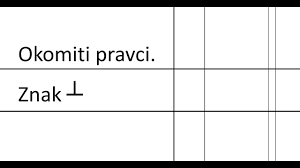 Okomiti pravci.
Znak ┴